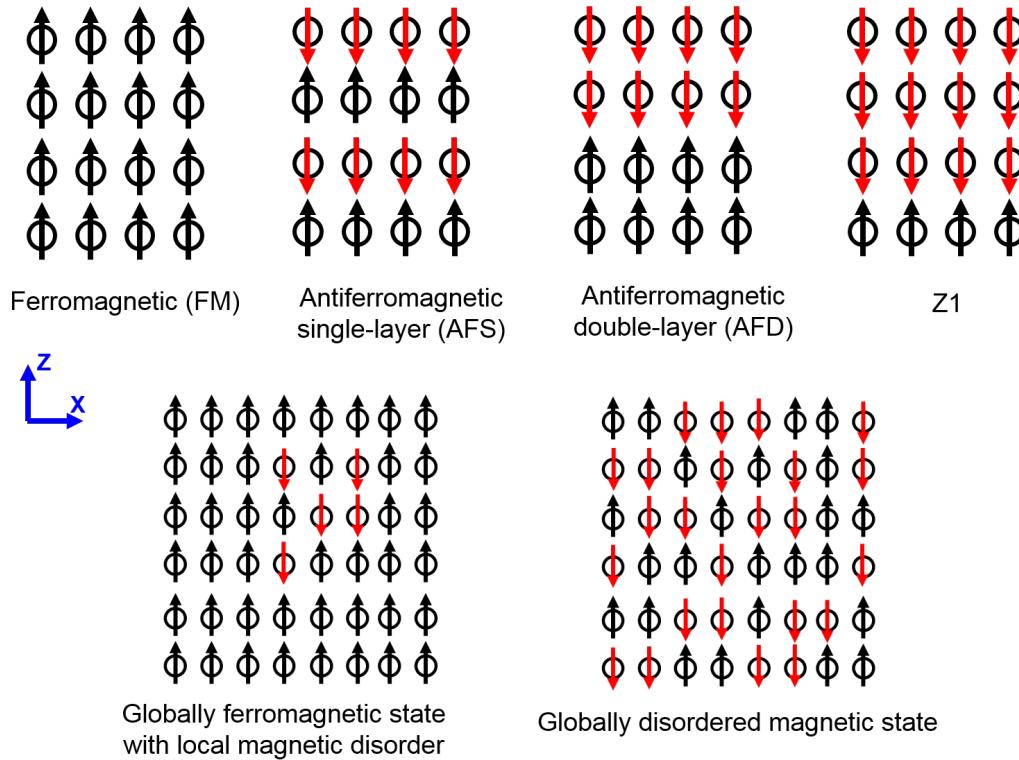 Ferromagnetic (FM)
Antiferromagnetic
single-layer (AFS)
Antiferromagnetic
double-layer (AFD)
Z1
Z
X
Globally ferromagnetic state
with local magnetic disorder
Globally disordered magnetic state